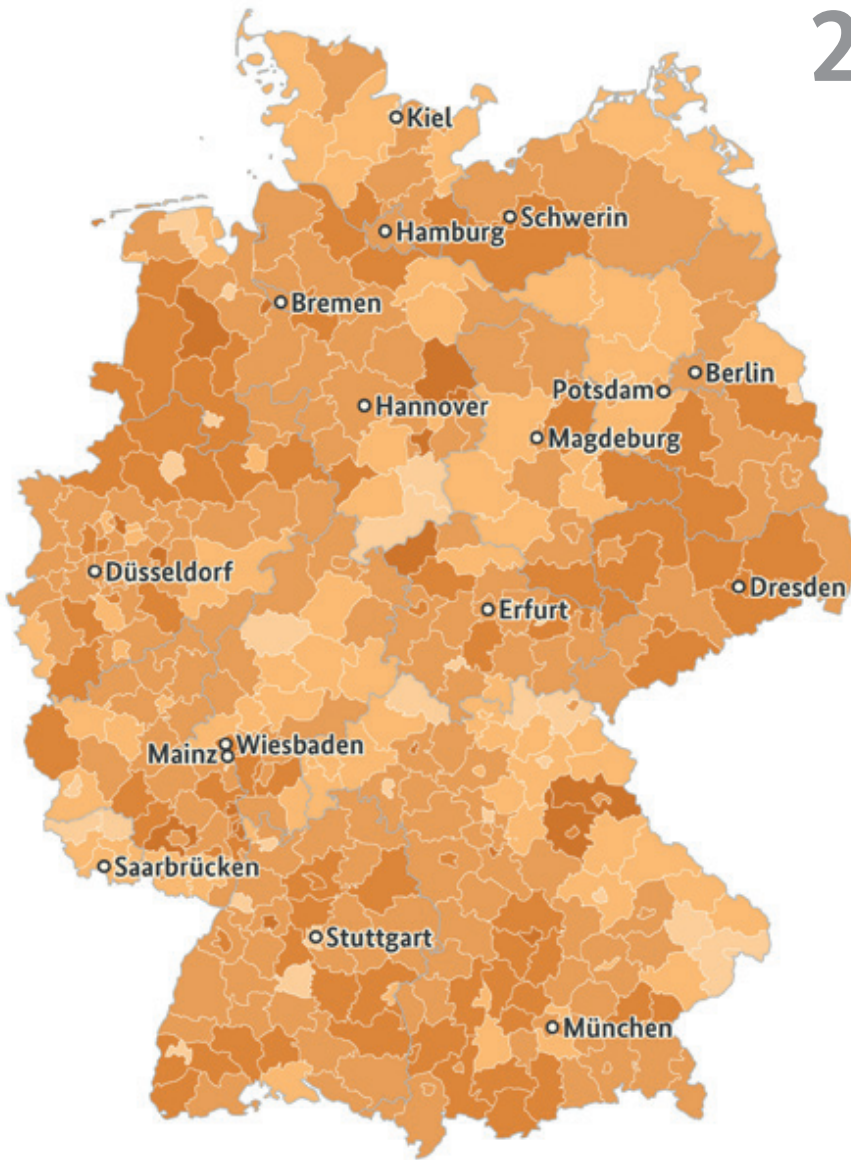 2
Kiel
Schwerin
Hamburg
Bremen
Berlin
Potsdam
Hannover
Magdeburg
Düsseldorf
Dresden
Erfurt
Wiesbaden
Mainz
Saarbrücken
Stuttgart
München